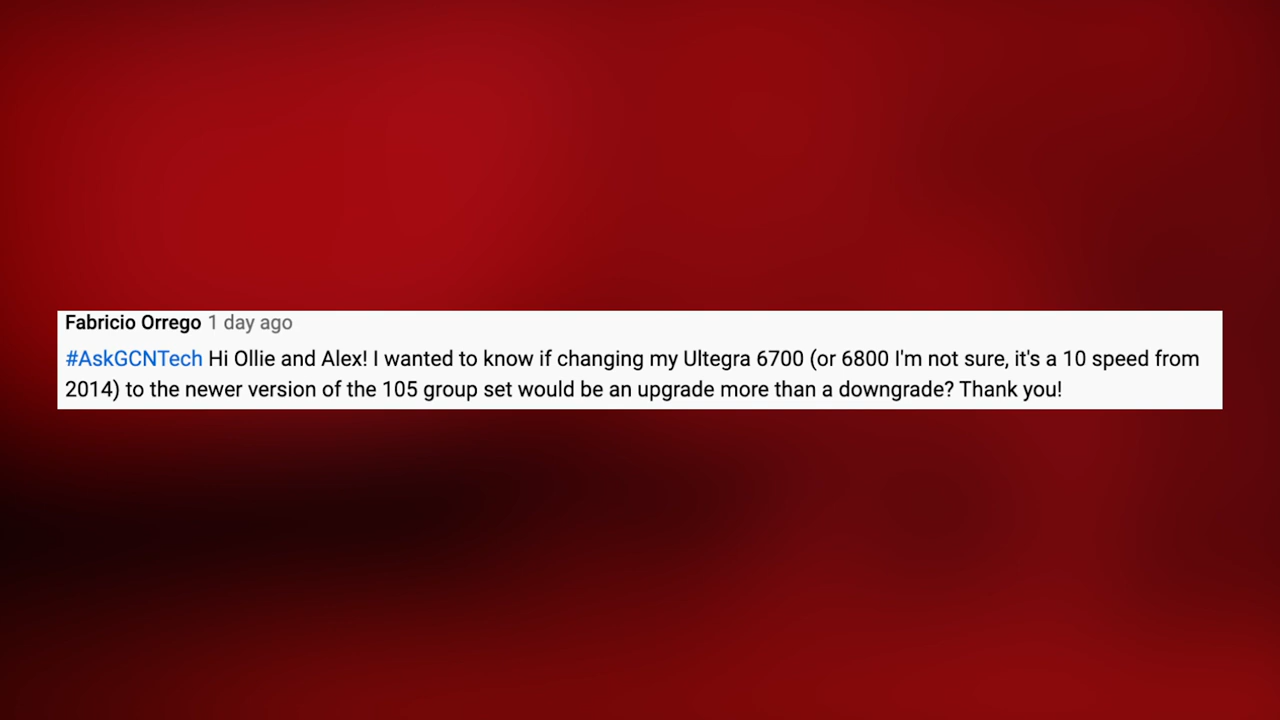 Fabricio Orrego 1 day ago
#AskGCNTech Hi Ollie and Alex! I wanted to know if changing my Ultegra 6700 (or 6800 I'm not sure, it's a 10 speed from
2014) to the newer version of the 105 group set would be an upgrade more than a downgrade? Thank you!